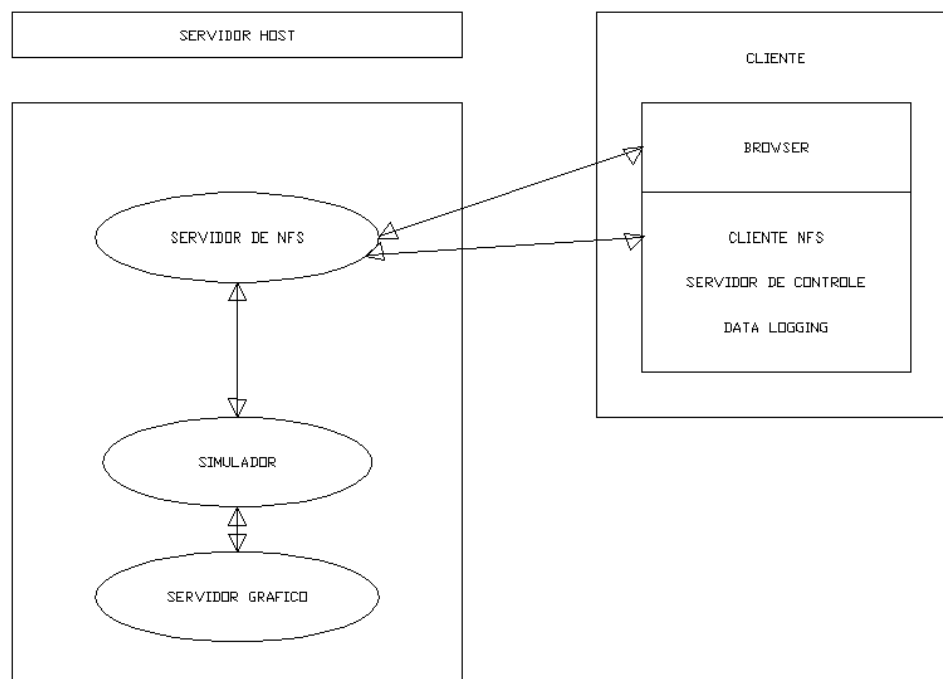 SERVIDOR HOST
CLIENTE
BROWSER
SERVIDOR DE NFS
CLIENTE NFS
SERVIDOR DE CONTROLE
DATA LOGGING
SIMULADOR
SERVIDOR GRAFICO